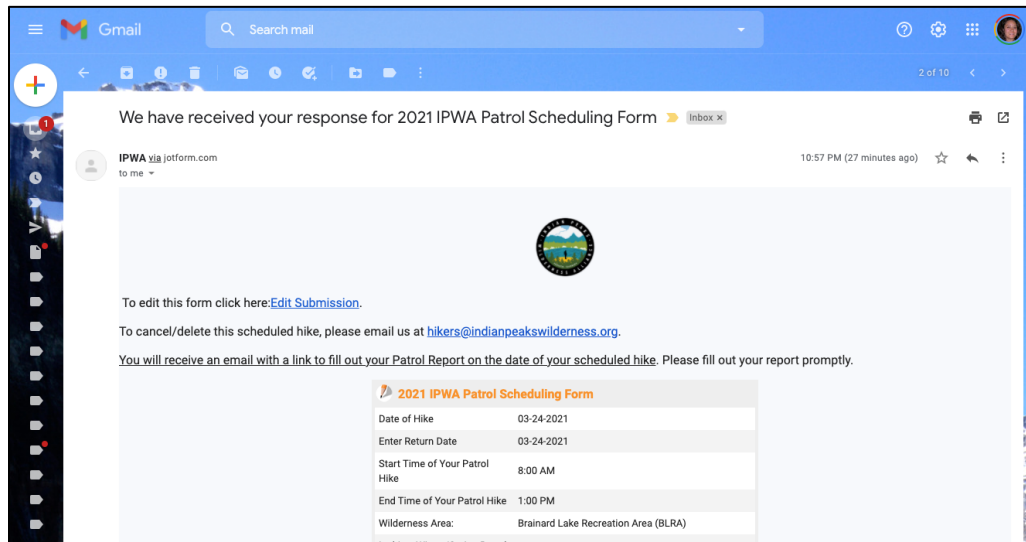 Gmail
Search mail
2 of 10
We have received your response for 2021 IPWA Patrol Scheduling Form Inbox ×
1
IPWA via jotform.com 10:57 PM (27 minutes ago)
to me
To edit this form click here:Edit Submission.
To cancel/delete this scheduled hike, please email us at hikers@indianpeakswilderness.org.
You will receive an email with a link to fill out your Patrol Report on the date of your scheduled hike. Please fill out your report promptly.
2021 IPWA Patrol Scheduling Form
Date of Hike 03-24-2021
Enter Return Date 03-24-2021
Start Time of Your Patrol
Hike 8:00 AM
End Time of Your Patrol Hike 1:00 PM
Wilderness Area: Brainard Lake Recreation Area (BLRA)